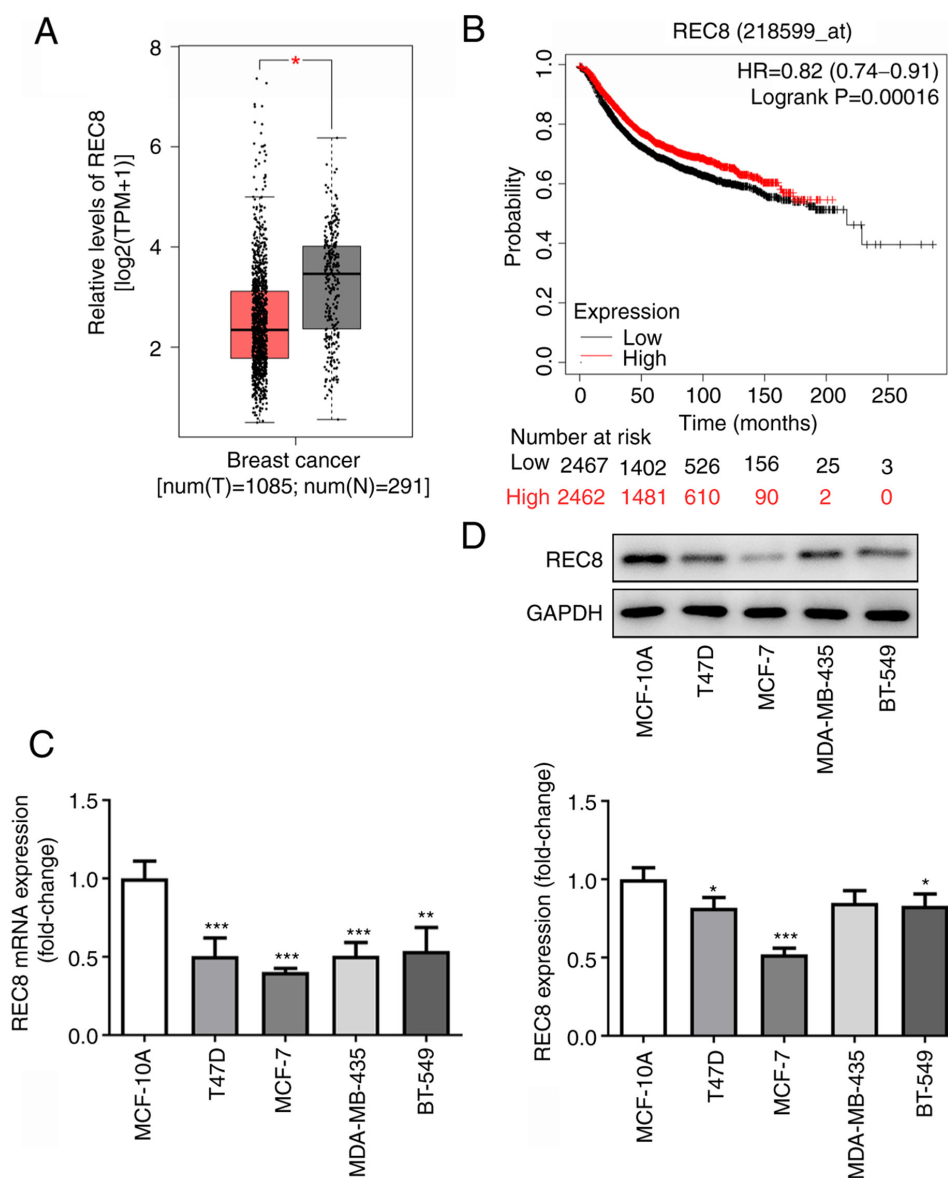 A
8
6
4
2
Relative levels of REC8
[log2(TPM+1)]
*
Breast cancer
[num(T)=1085; num(N)=291]
B
REC8 (218599_at)
HR=0.82 (0.74–0.91)
Logrank P=0.00016
1.0
0.8
0.6
0.4
0.2
0.0
Probability
Expression
Low
High
0 50 100 150 200 250
Time (months)
Number at risk
Low 2467 1402 526 156 25 3
High 2462 1481 610 90 2 0
D
REC8
GAPDH
MCF-10A
T47D
MCF-7
MDA-MB-435
BT-549
C
REC8 mRNA expression
(fold-change)
1.5
1.0
0.5
0.0
***
***
***
**
MCF-10A
T47D
MCF-7
MDA-MB-435
BT-549
REC8 expression (fold-change)
1.5
1.0
0.5
0.0
*
***
*
MCF-10A
T47D
MCF-7
MDA-MB-435
BT-549